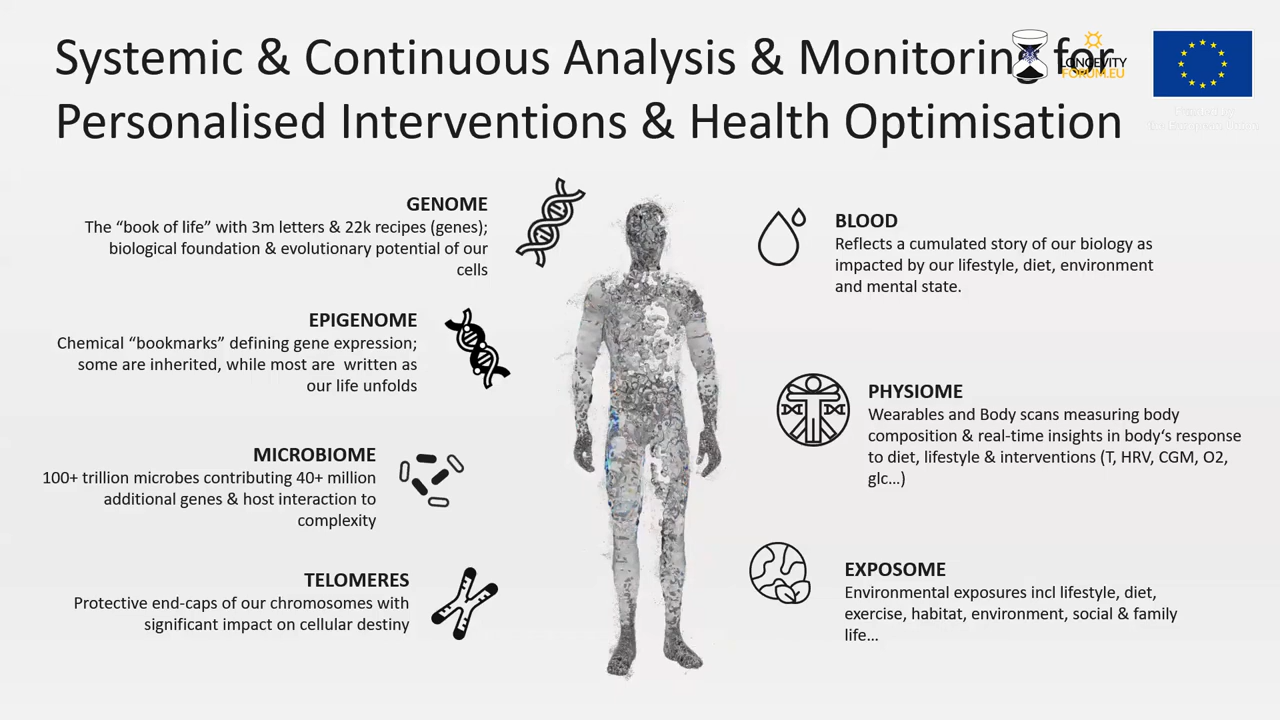 Systemic & Continuous Analysis & Monitoring for
Personalised Interventions & Health Optimisation
LONGEVITY
FORUM.EU
GENOME
The “book of life” with 3m letters & 22k recipes (genes);
biological foundation & evolutionary potential of our
cells
EPIGENOME
Chemical “bookmarks” defining gene expression;
some are inherited, while most are  written as
our life unfolds
MICROBIOME
100+ trillion microbes contributing 40+ million
additional genes & host interaction to
complexity
TELOMERES
Protective end-caps of our chromosomes with
significant impact on cellular destiny
BLOOD
Reflects a cumulated story of our biology as
impacted by our lifestyle, diet, environment
and mental state.
PHYSIOME
Wearables and Body scans measuring body
composition & real-time insights in body‘s response
to diet, lifestyle & interventions (T, HRV, CGM, O2,
glc…)
EXPOSOME
Environmental exposures incl lifestyle, diet,
exercise, habitat, environment, social & family
life…